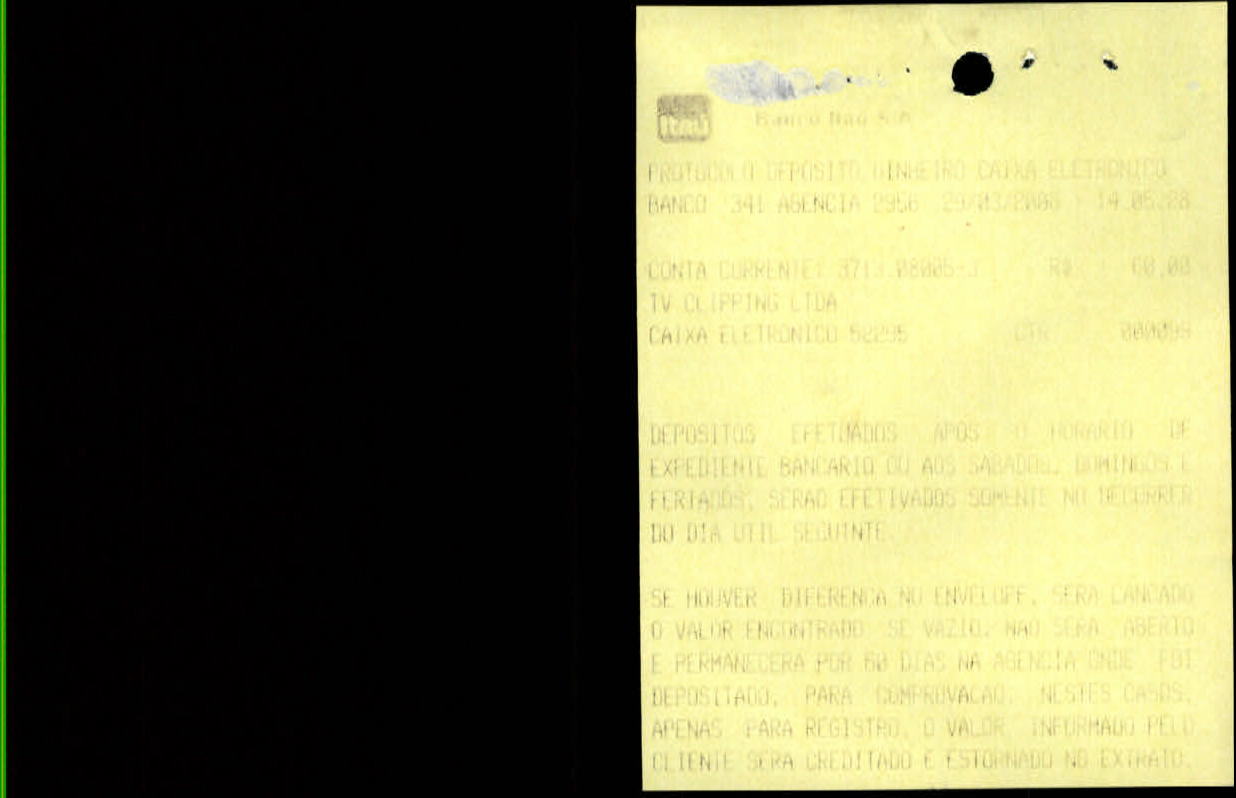 Itaú
Banco Itaú S.A.
PROTOCOLO DEPOSITO DINHEIRO CAIXA ELETRONICO
BANCO 341 AGENCIA 2956 29/03/2008 14.05.28
CONTA CORRENTE: R$ 60,00
TV CLIPPING LTDA
CAIXA ELETRONICO 52295 CTR 000099
DEPOSITOS EFETUADOS APOS O HORARIO DE
EXPEDIENTE BANCARIO OU AOS SABADOS, DOMINGOS E
FERIADOS, SERAO EFETIVADOS SOMENTE NO DECORRER
DO DIA UTIL SEGUINTE.
SE HOUVER DIFERENCA NO ENVELOPE, SERA LANCADO
O VALOR ENCONTRADO SE VAZIO, NAO SERA ABERTO
E PERMANECERA POR 60 DIAS NA AGENCIA ONDE FOI
DEPOSITADO, PARA COMPROVACAO. NESTES CASOS,
APENAS PARA REGISTRO, O VALOR INFORMADO PELO
CLIENTE SERA CREDITADO E ESTORNADO NO EXTRATO.